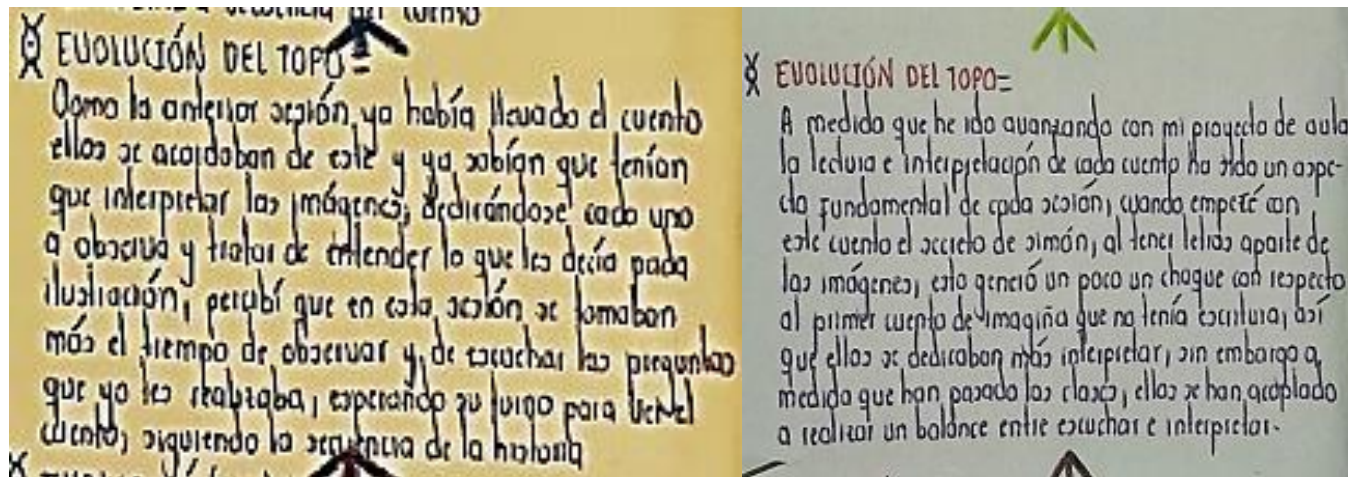 secuencia del cuento
EVOLUCIÓN DEL TOPO=
Como la anterior sesión, ya había llevado el cuento
ellos se acordaban de este y ya sabían que tenían
que interpretar las imágenes, dedicándose cada uno
a observa y tratar de entender lo que les decía cada
ilustración, percibí que en esta sesión se tomaban
más el tiempo de observar y, de escuchar las preguntas
que yo les realizaba, esperando su turno para ver el
cuento, siguiendo la secuencia de la historia
EVOLUCIÓN DEL TOPO=
A medida que he ido avanzando con mi proyecto de aula
la lectura e interpretación de cada cuento ha sido un aspe-
cto fundamental de cada sesión, cuando empecé con
este cuento el secreto de simón, al tener letras aparte de
las imágenes, esto generó un poco un choque con respecto
al primer cuento de imagina que no tenía escritura, así
que ellos se dedicaban más interpretar, sin embargo a
medida que han pasado las clases, ellos se han acoplado
a realizar un balance entre escuchar e interpretar.